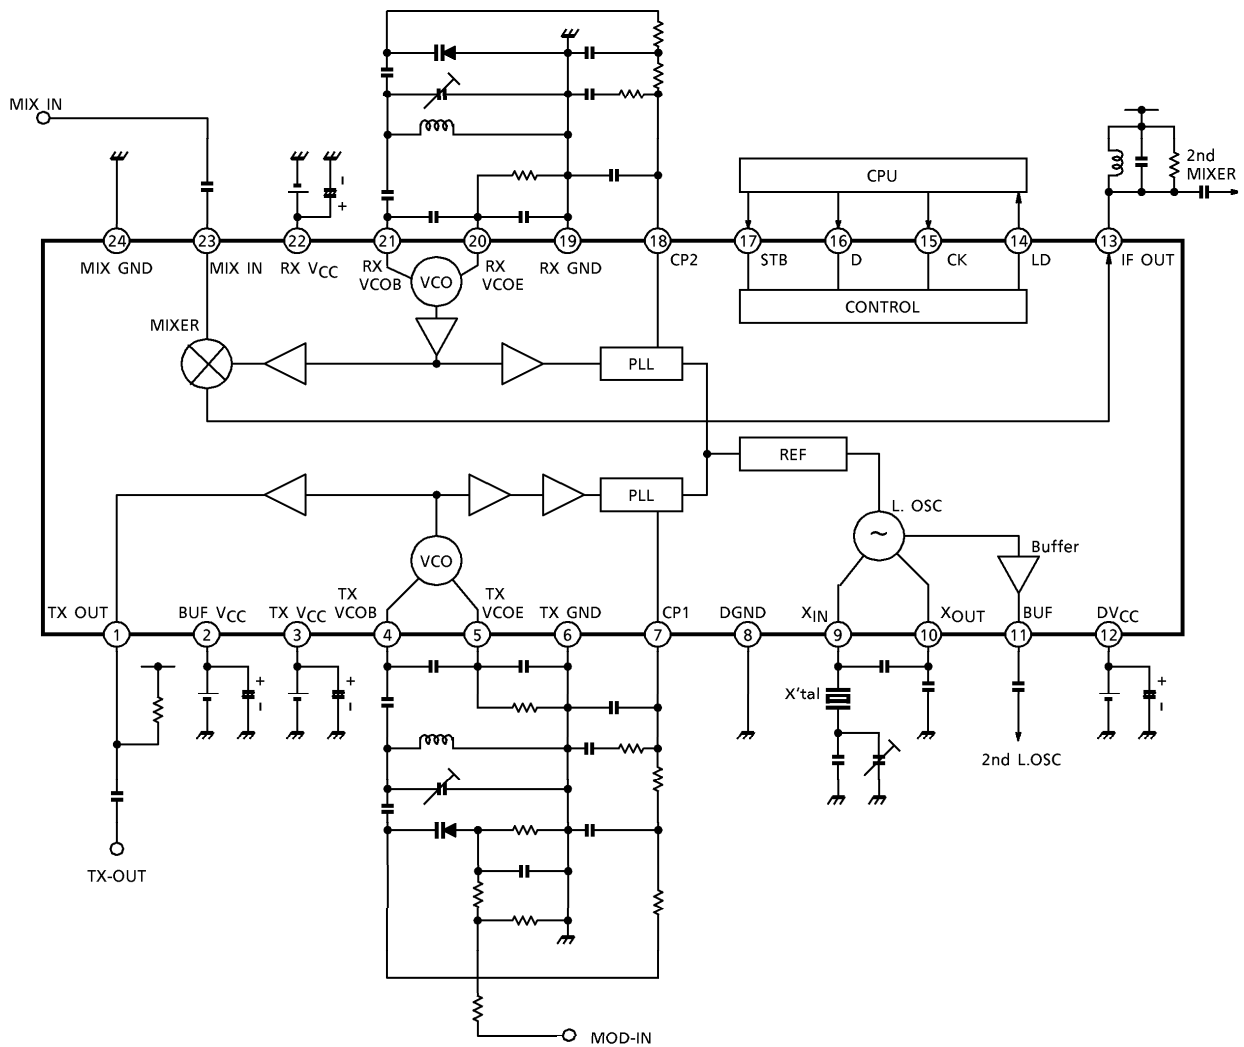 MIX IN
2nd
MIXER
CPU
24
23
22
21
20
19
18
17
16
15
14
13
MIX GND
MIX IN
RX VCC
RX
VCOB
VCO
RX
VCOE
RX GND
CP2
STB
D
CK
LD
IF OUT
CONTROL
MIXER
PLL
REF
PLL
L. OSC
~
VCO
Buffer
TX OUT
BUF VCC
TX VCC
TX
VCOB
TX
VCOE
TX GND
CP1
DGND
XIN
XOUT
BUF
DVCC
1
2
3
4
5
6
7
8
9
10
11
12
X'tal
2nd L.OSC
TX-OUT
MOD-IN